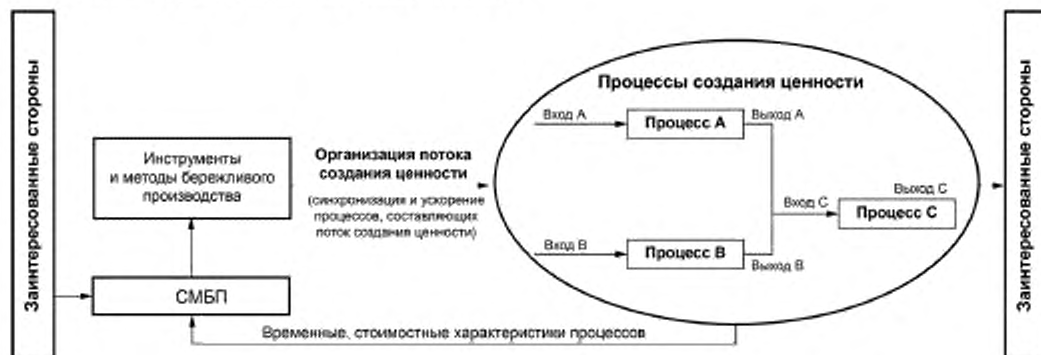 Заинтересованные стороны
Инструменты
и методы бережливого
производства
СМБП
Организация потока
создания ценности
(синхронизация и ускорение
процессов, составляющих
поток создания ценности)
Процессы создания ценности
Вход А
Процесс А
Выход А
Вход В
Процесс В
Выход В
Вход С
Выход С
Процесс С
Временные, стоимостные характеристики процессов
Заинтересованные стороны